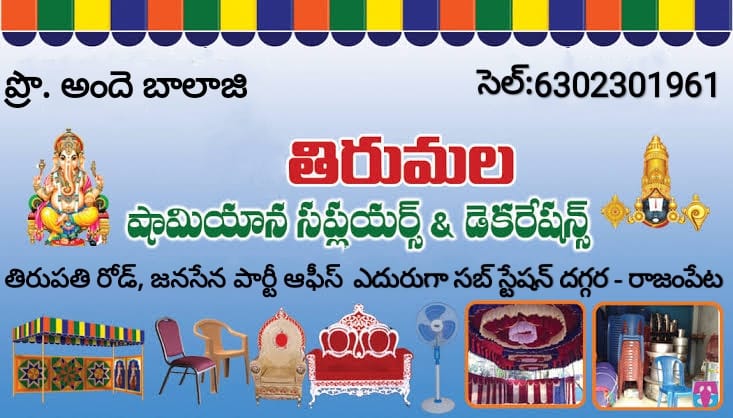 ప్రొ. అందె బాలాజి
సెల్:6302301961
తిరుమల
షామియాన సప్లయర్స్ & డెకరేషన్స్
తిరుపతి రోడ్, జనసేన పార్టీ ఆఫీస్ ఎదురుగా సబ్ స్టేషన్ దగ్గర - రాజంపేట